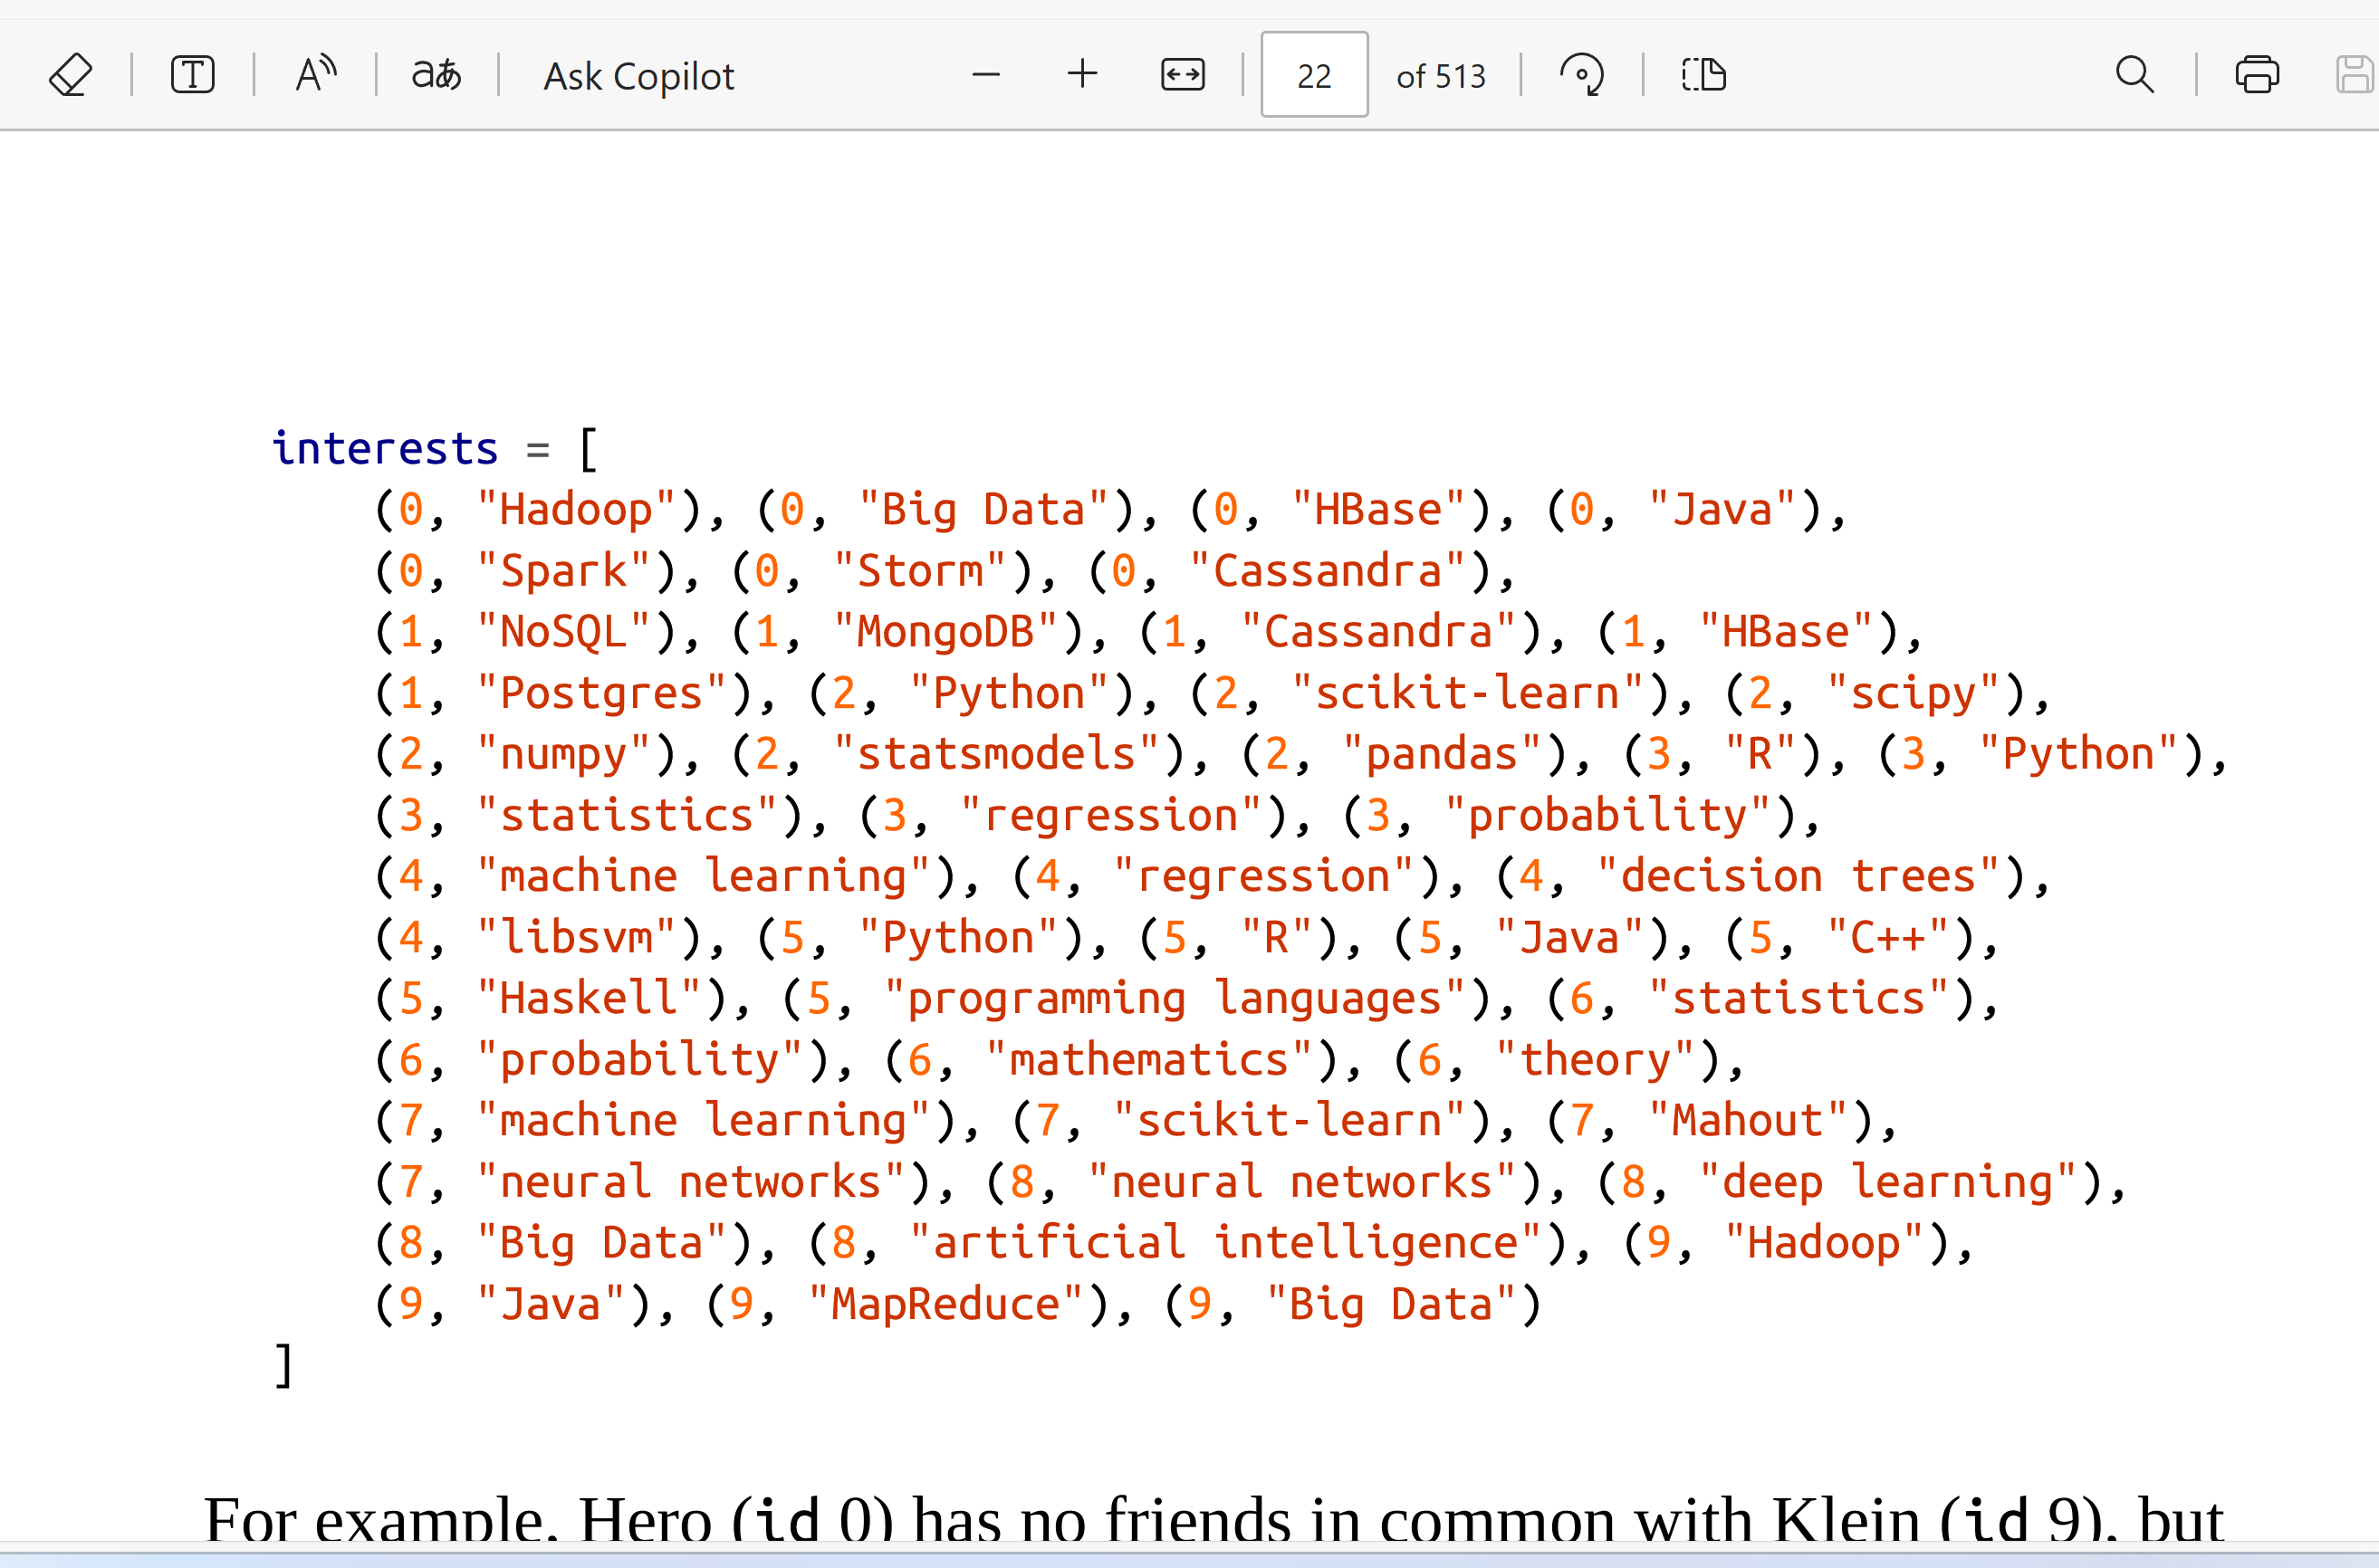 aあ Ask Copilot 22 of 513
interests = [
    (0, "Hadoop"), (0, "Big Data"), (0, "HBase"), (0, "Java"),
    (0, "Spark"), (0, "Storm"), (0, "Cassandra"),
    (1, "NoSQL"), (1, "MongoDB"), (1, "Cassandra"), (1, "HBase"),
    (1, "Postgres"), (2, "Python"), (2, "scikit-learn"), (2, "scipy"),
    (2, "numpy"), (2, "statsmodels"), (2, "pandas"), (3, "R"), (3, "Python"),
    (3, "statistics"), (3, "regression"), (3, "probability"),
    (4, "machine learning"), (4, "regression"), (4, "decision trees"),
    (4, "libsvm"), (5, "Python"), (5, "R"), (5, "Java"), (5, "C++"),
    (5, "Haskell"), (5, "programming languages"), (6, "statistics"),
    (6, "probability"), (6, "mathematics"), (6, "theory"),
    (7, "machine learning"), (7, "scikit-learn"), (7, "Mahout"),
    (7, "neural networks"), (8, "neural networks"), (8, "deep learning"),
    (8, "Big Data"), (8, "artificial intelligence"), (9, "Hadoop"),
    (9, "Java"), (9, "MapReduce"), (9, "Big Data")
]
For example, Hero (id 0) has no friends in common with Klein (id 9), but